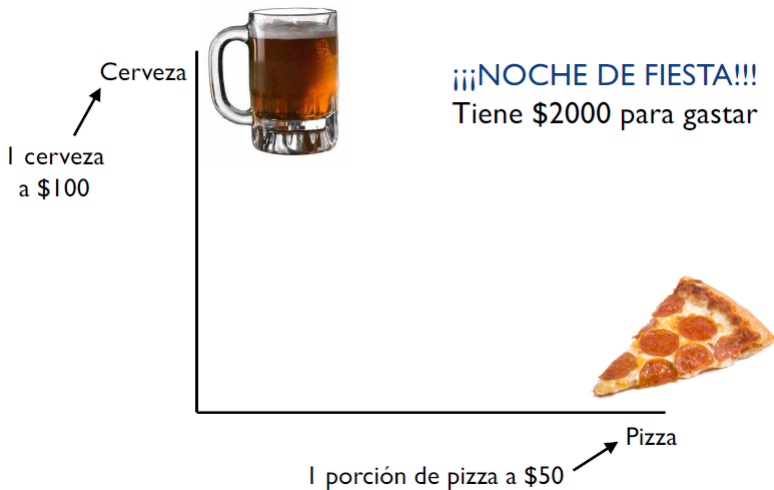 Cerveza
¡¡¡NOCHE DE FIESTA!!!
Tiene $2000 para gastar
1 cerveza
a $100
Pizza
1 porción de pizza a $50